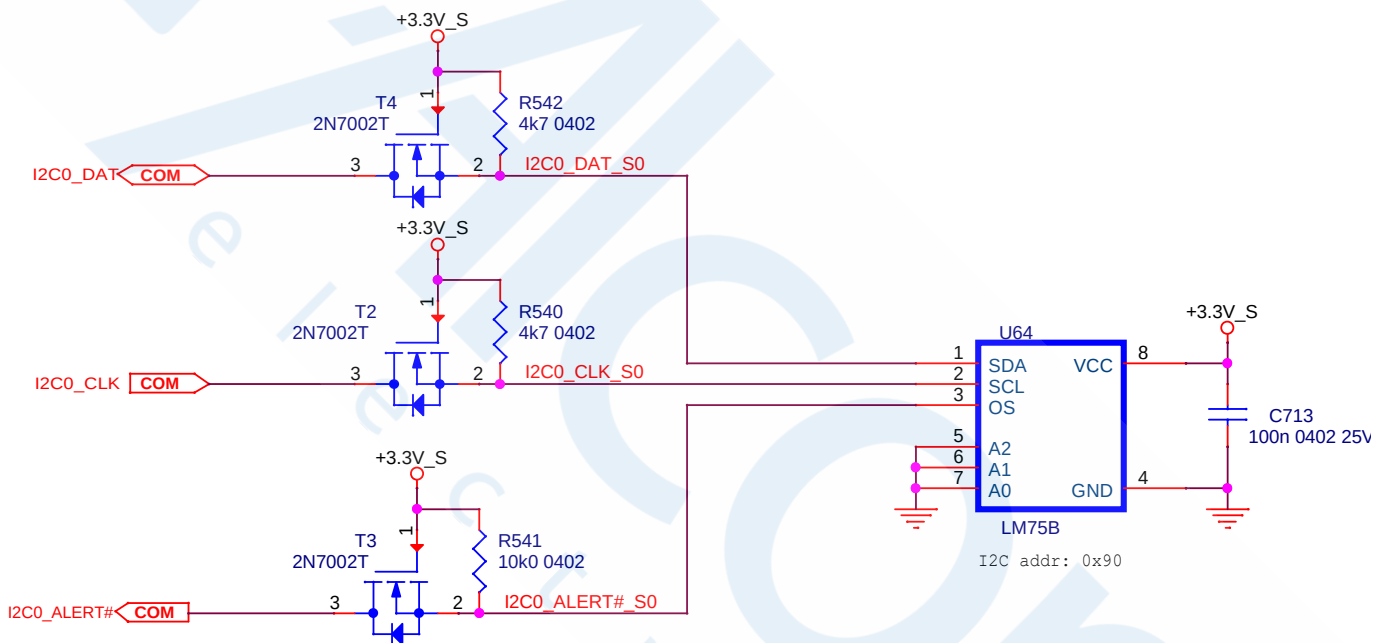 +3.3V_S
1
T4
2N7002T
R542
4k7 0402
I2C0_DAT
COM
3
2
I2C0_DAT_S0
+3.3V_S
1
T2
2N7002T
R540
4k7 0402
I2C0_CLK
COM
3
2
I2C0_CLK_S0
+3.3V_S
1
T3
2N7002T
R541
10k0 0402
I2C0_ALERT#
COM
3
2
I2C0_ALERT#_S0
U64
1
SDA
2
SCL
3
OS
5
A2
6
A1
7
A0
VCC
8
GND
4
LM75B
I2C addr: 0x90
+3.3V_S
C713
100n 0402 25V